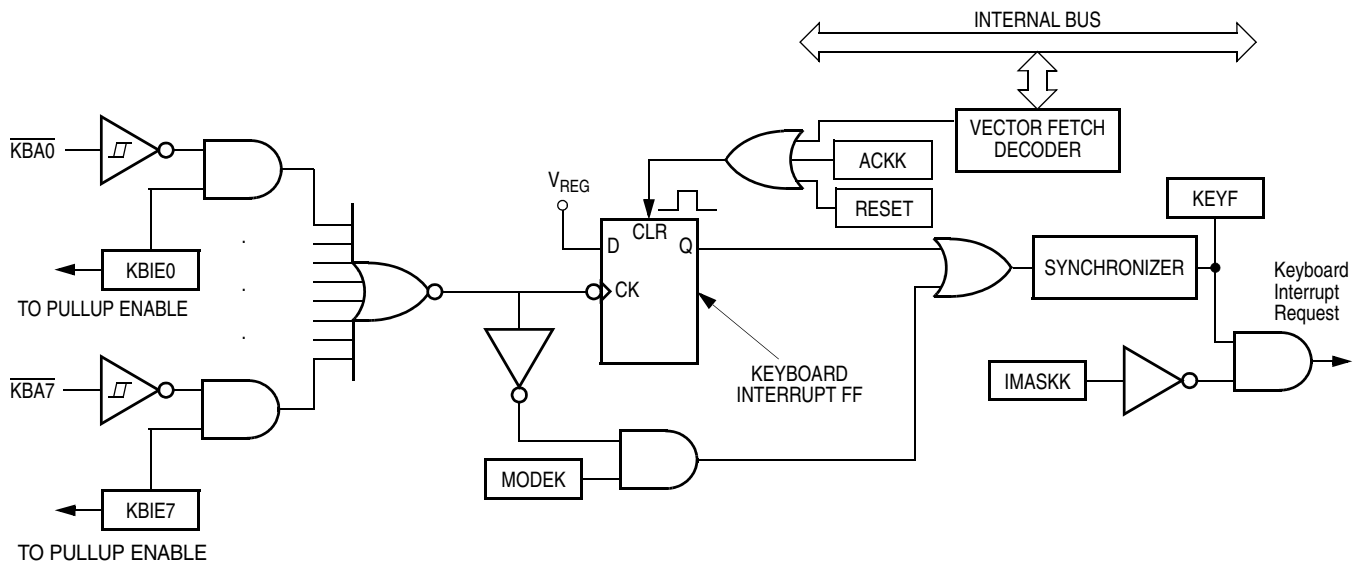 INTERNAL BUS
VECTOR FETCH
DECODER
ACKK
RESET
KBA0
KBIE0
TO PULLUP ENABLE
.
.
.
KBA7
KBIE7
TO PULLUP ENABLE
VREG
CLR
D
Q
CK
KEYBOARD
INTERRUPT FF
MODEK
SYNCHRONIZER
KEYF
IMASKK
Keyboard
Interrupt
Request